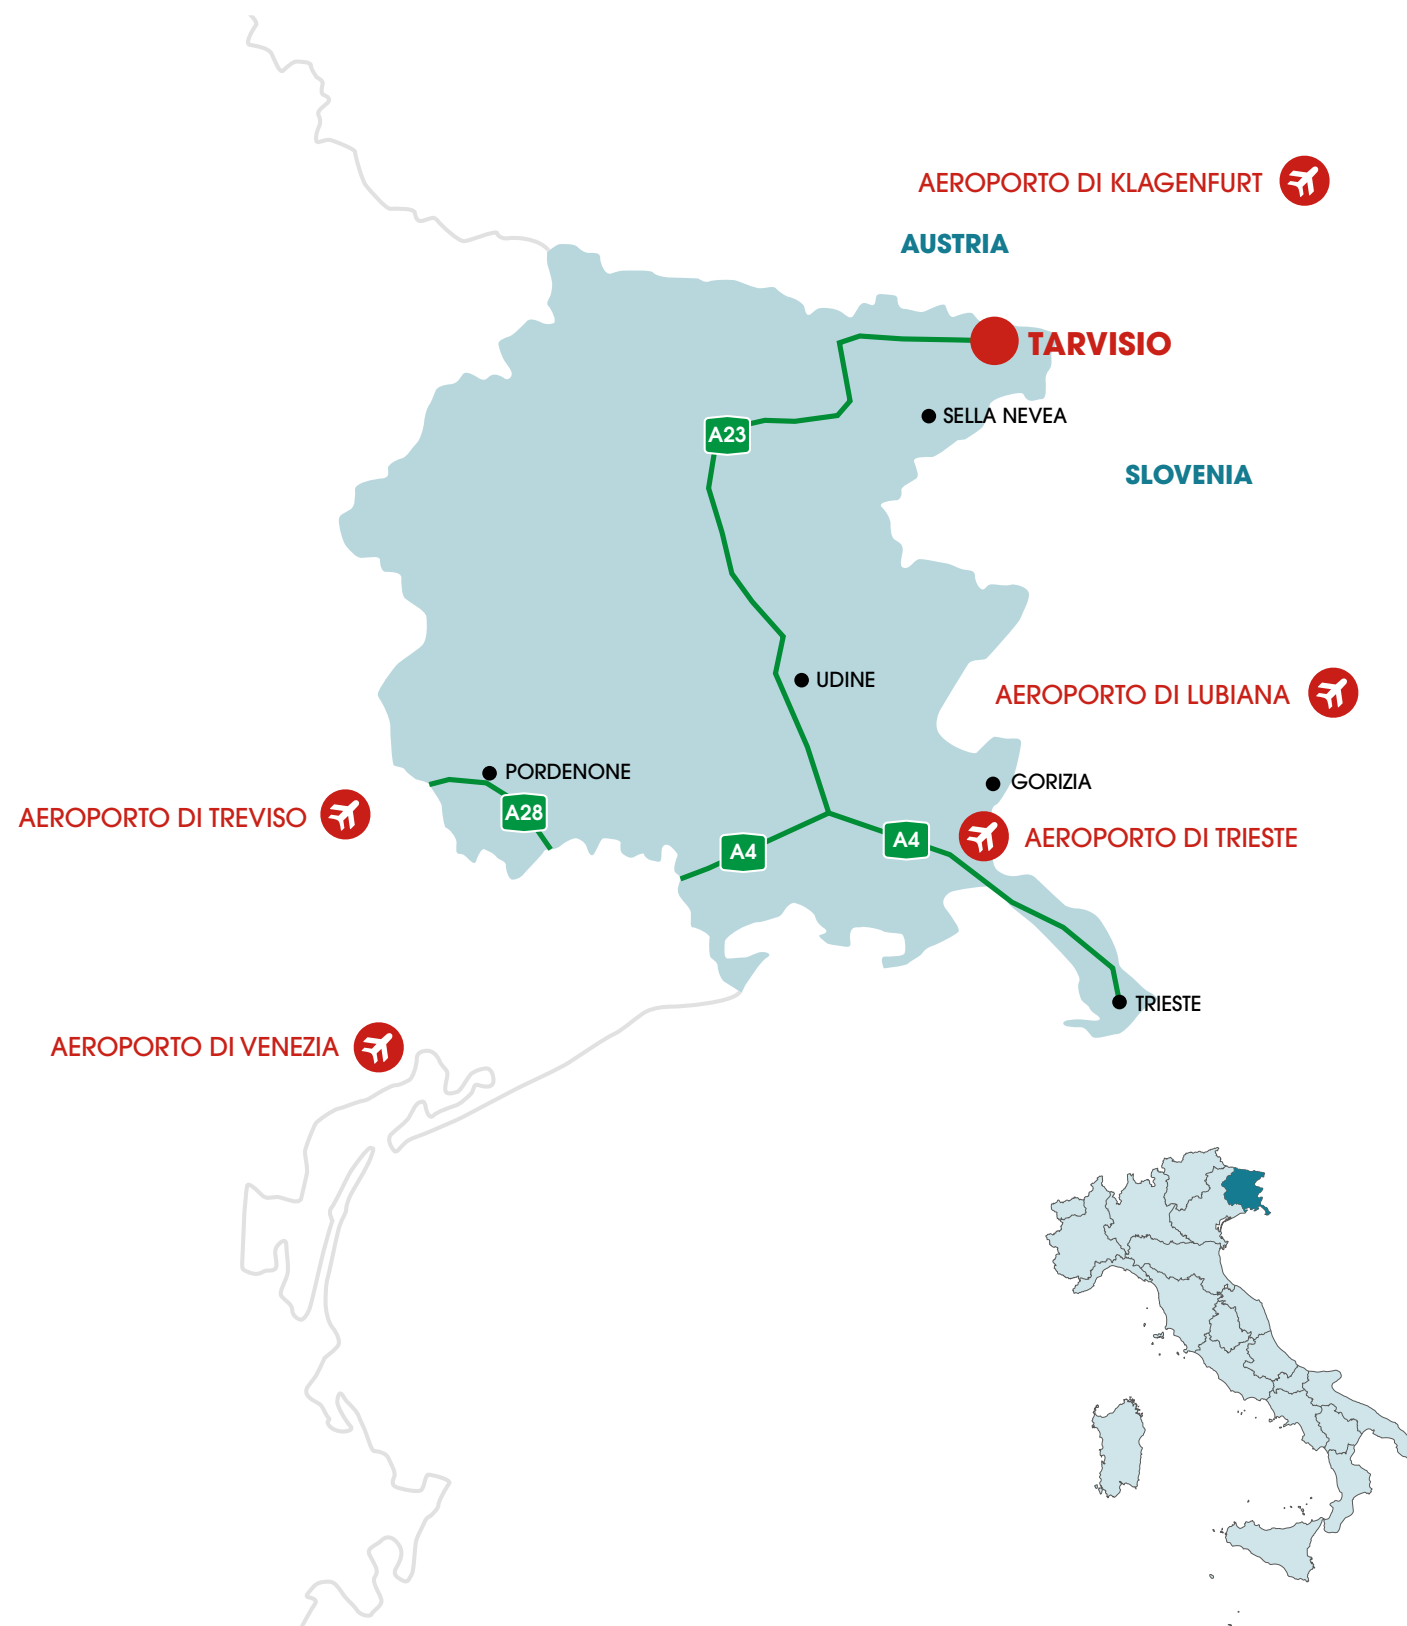 AEROPORTO DI KLAGENFURT
AUSTRIA
TARVISIO
SELLA NEVEA
A23
SLOVENIA
UDINE
AEROPORTO DI LUBIANA
PORDENONE
GORIZIA
A28
AEROPORTO DI TREVISO
A4
A4
AEROPORTO DI TRIESTE
TRIESTE
AEROPORTO DI VENEZIA